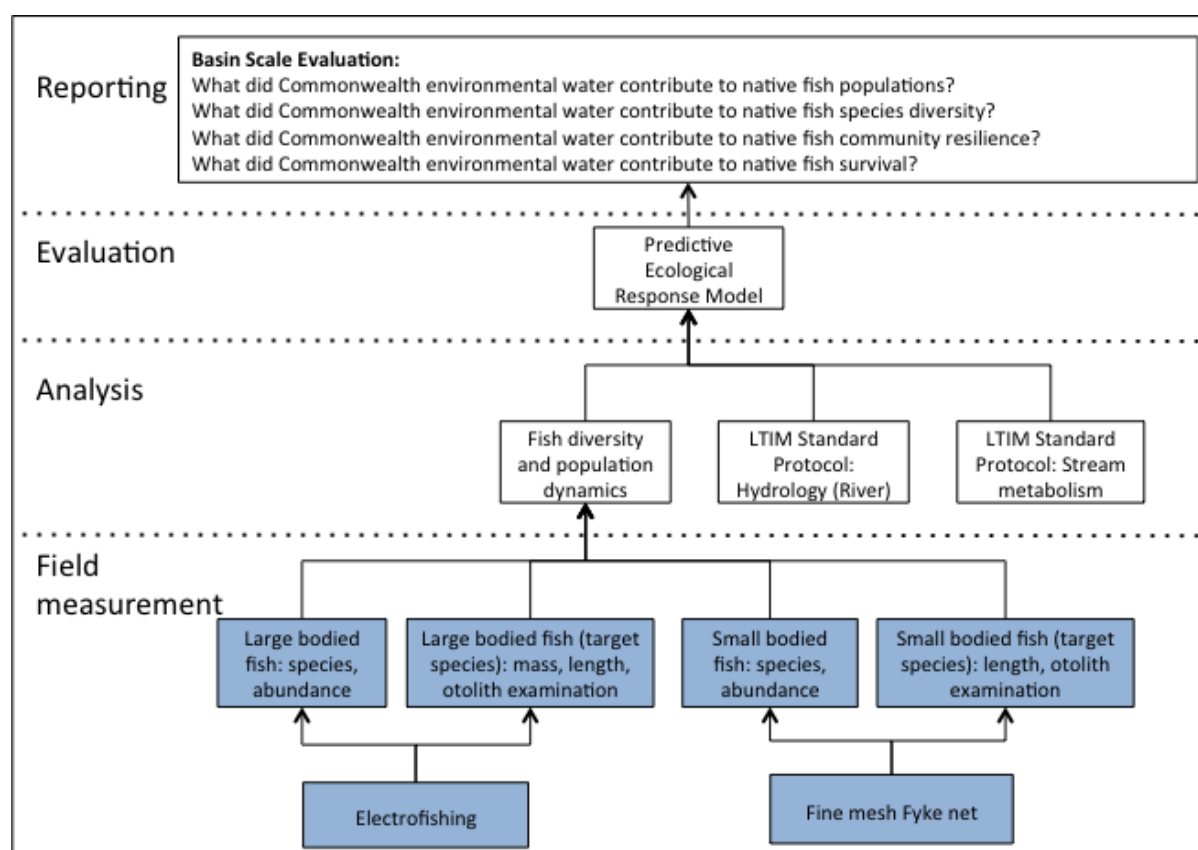 Reporting
Basin Scale Evaluation:
What did Commonwealth environmental water contribute to native fish populations?
What did Commonwealth environmental water contribute to native fish species diversity?
What did Commonwealth environmental water contribute to native fish community resilience?
What did Commonwealth environmental water contribute to native fish survival?
Evaluation
Predictive
Ecological
Response Model
Analysis
Fish diversity
and population
dynamics
LTIM Standard
Protocol:
Hydrology (River)
LTIM Standard
Protocol: Stream
metabolism
Field
measurement
Large bodied
fish: species,
abundance
Large bodied fish (target
species): mass, length,
otolith examination
Small bodied
fish: species,
abundance
Small bodied fish (target
species): length, otolith
examination
Electrofishing
Fine mesh Fyke net